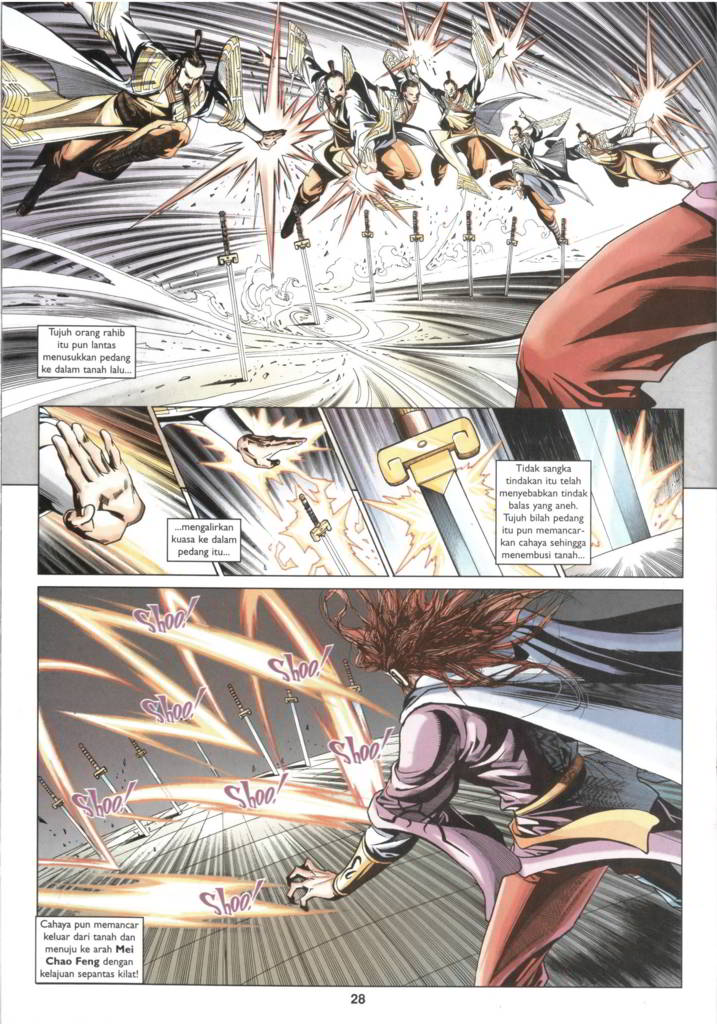 Tujuh orang rahib
itu pun lantas
menusukkan pedang
ke dalam tanah lalu...
...mengalirkan
kuasa ke dalam
pedang itu...
Tidak sangka
tindakan itu telah
menyebabkan tindak
balas yang aneh.
Tujuh bilah pedang
itu pun memancar-
kan cahaya sehingga
menembusi tanah...
Shoo!
Shoo!
Shoo!
Shoo!
Shoo!
Shoo!
Shoo!
Cahaya pun memancar
keluar dari tanah dan
menuju ke arah Mei
Chao Feng dengan
kelajuan sepantas kilat!
28